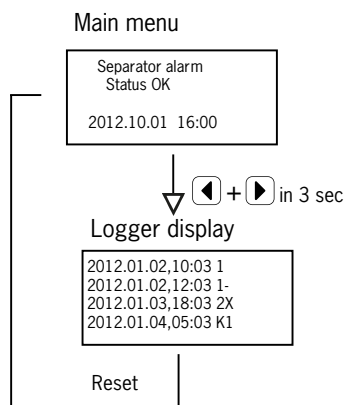 Main menu
Separator alarm
Status OK
2012.10.01 16:00
+ in 3 sec
Logger display
2012.01.02,10:03 1
2012.01.02,12:03 1-
2012.01.03,18:03 2X
2012.01.04,05:03 K1
Reset